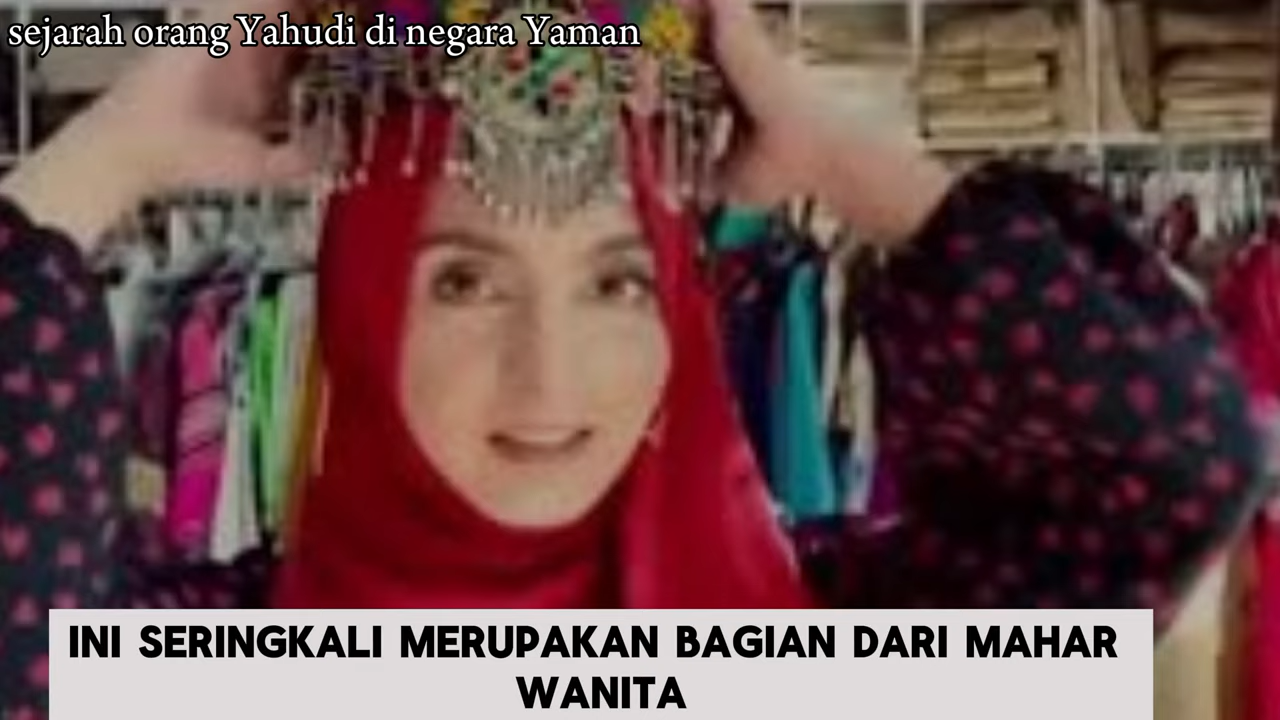 sejarah orang Yahudi di negara Yaman
INI SERINGKALI MERUPAKAN BAGIAN DARI MAHAR
WANITA